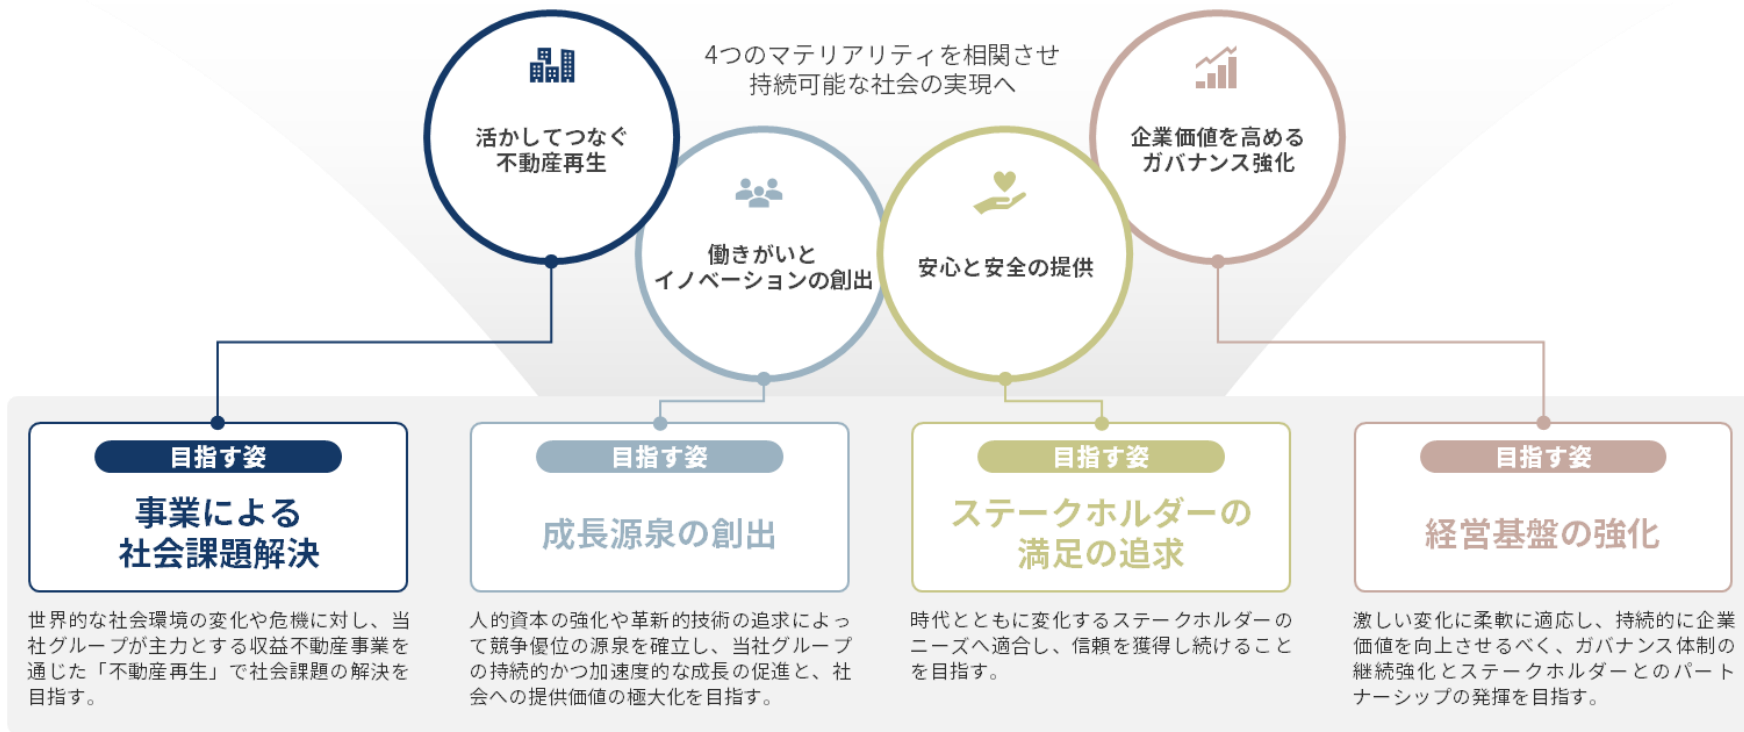 4つのマテリアリティを相関させ
持続可能な社会の実現へ
活かしてつなぐ
不動産再生
働きがいと
イノベーションの創出
安心と安全の提供
企業価値を高める
ガバナンス強化
目指す姿
事業による
社会課題解決
世界的な社会環境の変化や危機に対し、当
社グループが主力とする収益不動産事業を
通じた「不動産再生」で社会課題の解決を
目指す。
目指す姿
成長源泉の創出
人的資本の強化や革新的技術の追求によっ
て競争優位の源泉を確立し、当社グループ
の持続的かつ加速度的な成長の促進と、社
会への提供価値の極大化を目指す。
目指す姿
ステークホルダーの
満足の追求
時代とともに変化するステークホルダーの
ニーズへ適合し、信頼を獲得し続けること
を目指す。
目指す姿
経営基盤の強化
激しい変化に柔軟に適応し、持続的に企業
価値を向上させるべく、ガバナンス体制の
継続強化とステークホルダーとのパート
ナーシップの発揮を目指す。